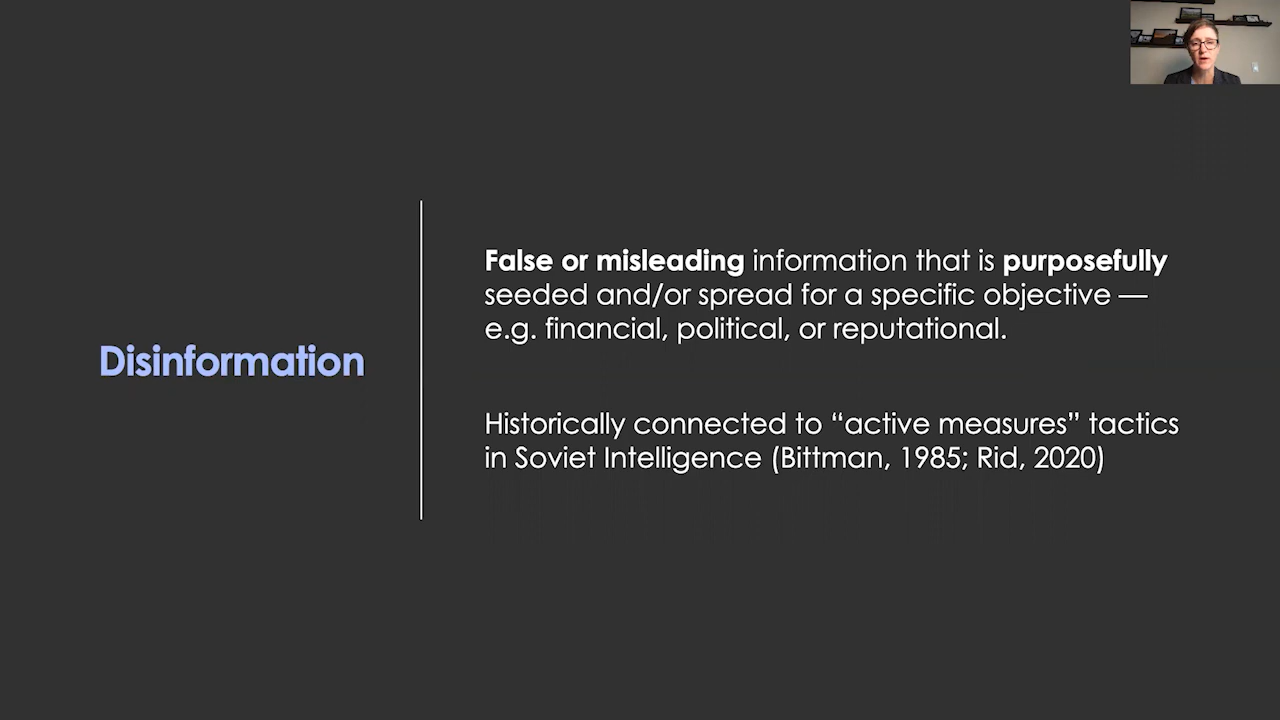 Disinformation
False or misleading information that is purposefully
seeded and/or spread for a specific objective —
e.g. financial, political, or reputational.
Historically connected to “active measures” tactics
in Soviet Intelligence (Bittman, 1985; Rid, 2020)